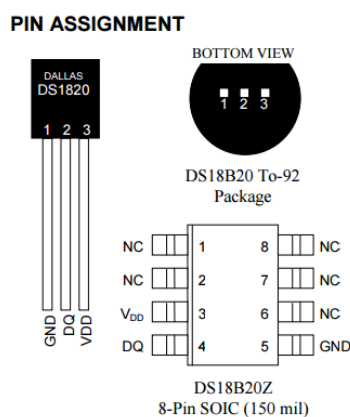 PIN ASSIGNMENT
DALLAS
DS1820
1 2 3
GND
DQ
VDD
BOTTOM VIEW
1 2 3
DS18B20 To-92
Package
NC 1 8 NC
NC 2 7 NC
VDD 3 6 NC
DQ 4 5 GND
DS18B20Z
8-Pin SOIC (150 mil)